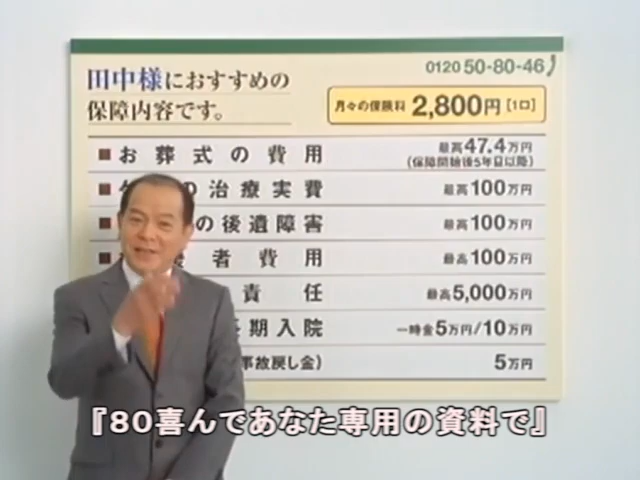 0120 50-80-46
田中様におすすめの
保障内容です。
月々の保険料 2,800円 [1口]
■お葬式の費用 最高47.4万円
(保障開始後5年目以降)
の治療実費 最高100万円
の後遺障害 最高100万円
者費用 最高100万円
責任 最高5,000万円
期入院 一時金5万円/10万円
事故戻し金) 5万円
『80喜んであなた専用の資料で』